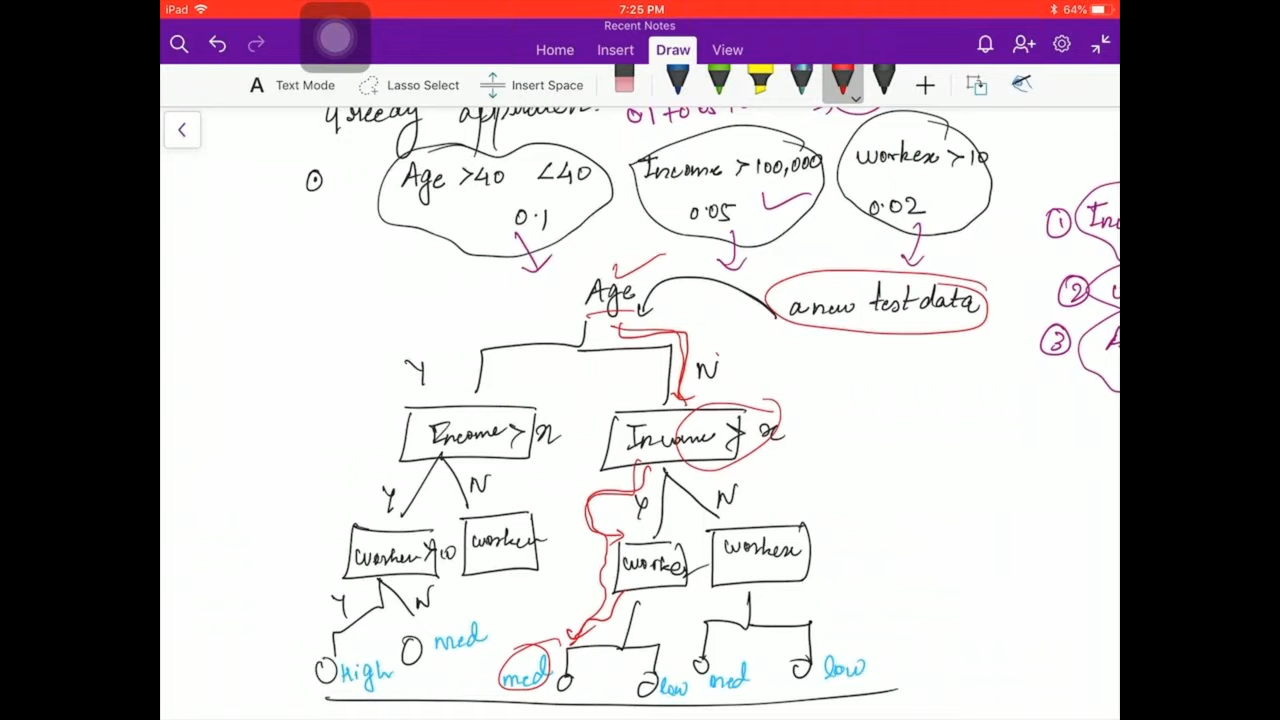 iPad 7:25 PM 64%
Recent Notes
Home Insert Draw View
A Text Mode Lasso Select Insert Space
Greedy approach.
Age >40 <40 Income > 100,000 workex > 10
0.1 0.05 0.02
① In
Age a new test data
②
③ A
Y N
Income > x Income > x
Y N Y N
workex > 10 workex workex workex
Y N
High med med low med low